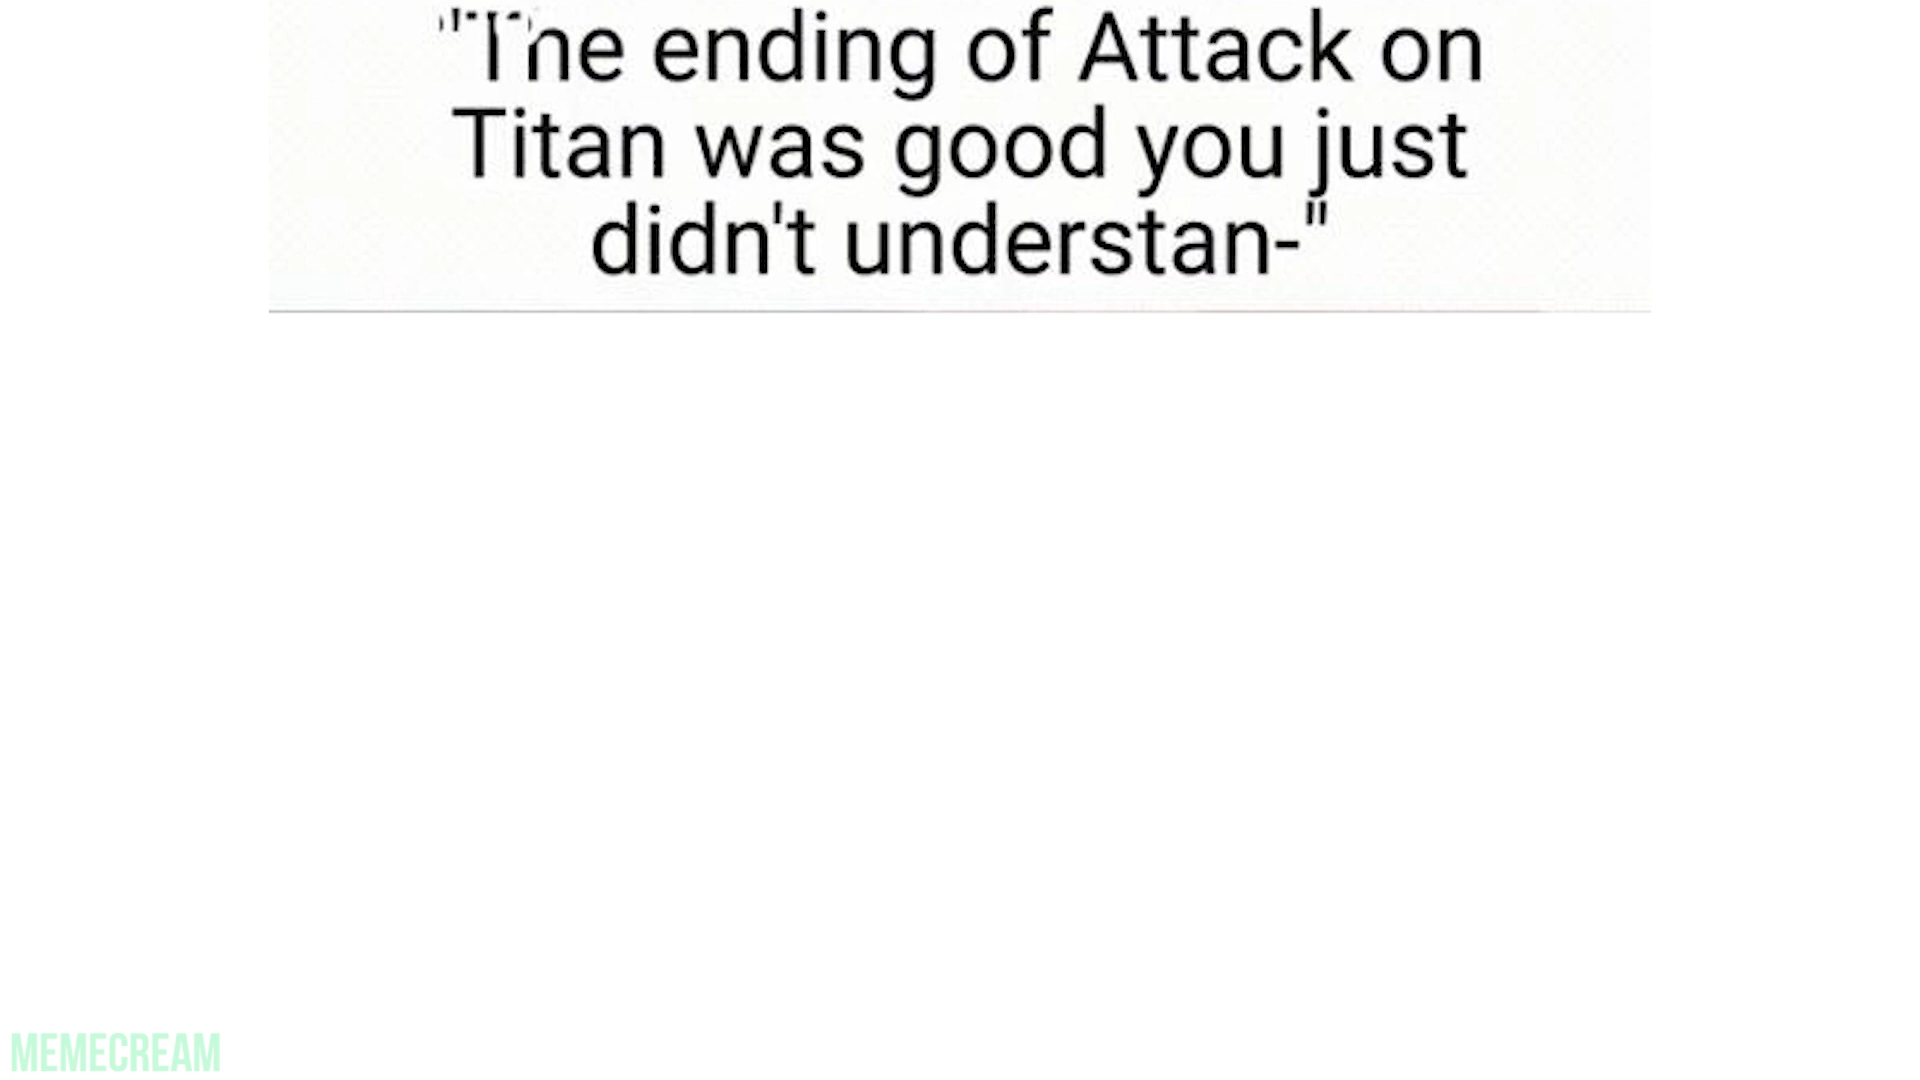 "The ending of Attack on
Titan was good you just
didn't understan-"
MEMECREAM